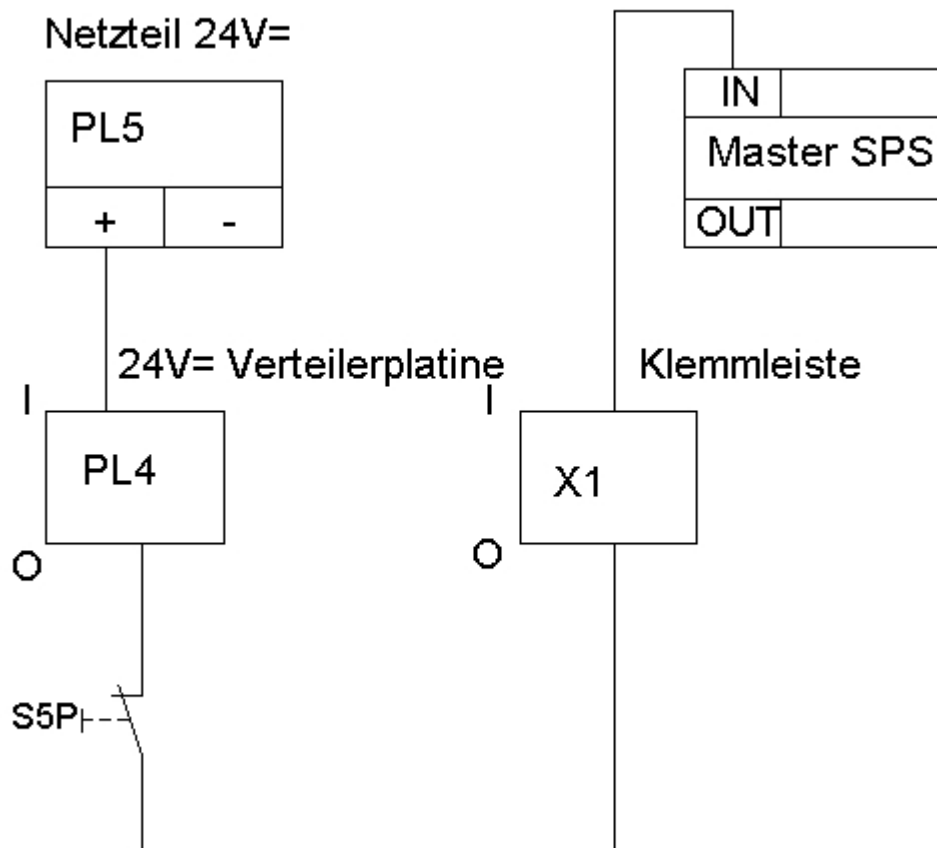 Netzteil 24V=
PL5
+ -
24V= Verteilerplatine
I
PL4
O
S5P
IN
Master SPS
OUT
Klemmleiste
I
X1
O